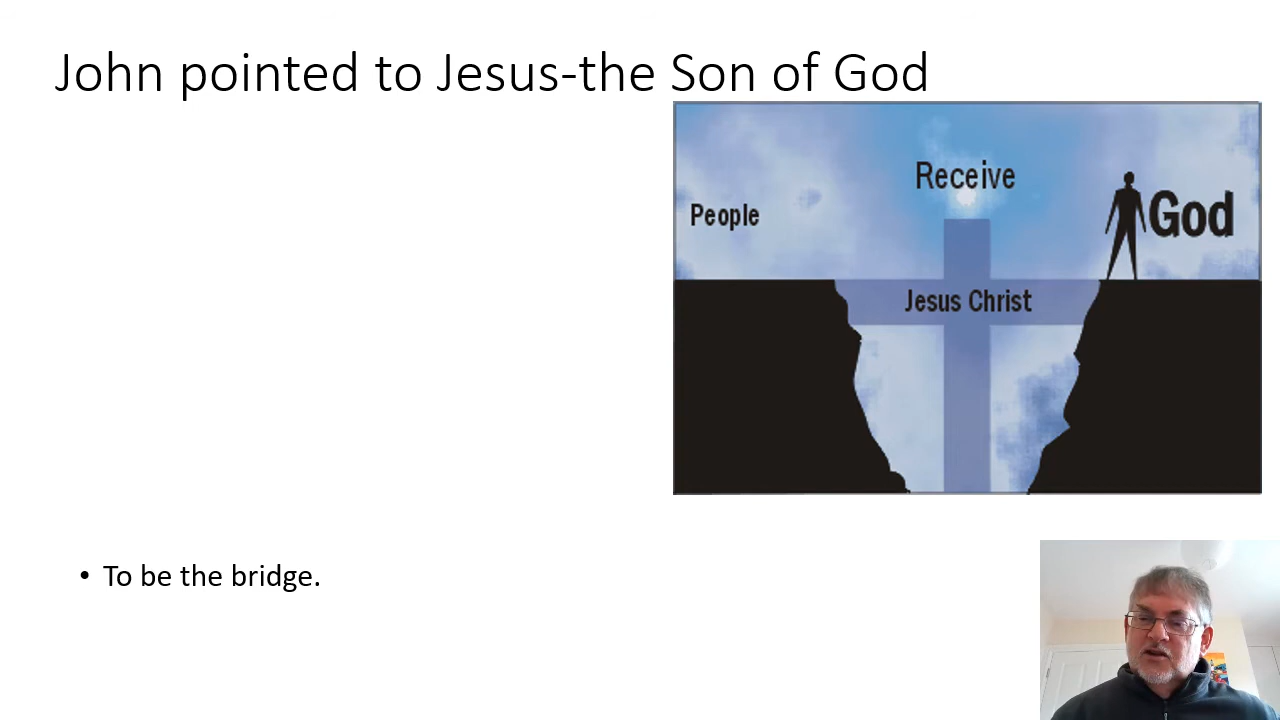 John pointed to Jesus-the Son of God
Receive
People
God
Jesus Christ
• To be the bridge.